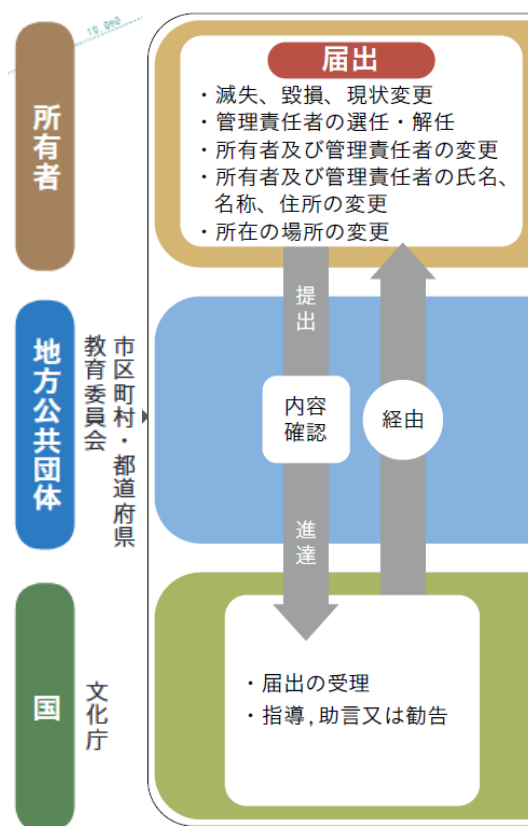 10,040
所有者
届出
・滅失、毀損、現状変更
・管理責任者の選任・解任
・所有者及び管理責任者の変更
・所有者及び管理責任者の氏名、
名称、住所の変更
・所在の場所の変更
地方公共団体
市区町村・都道府県
教育委員会
提出
内容
確認
進達
経由
国
文化庁
・届出の受理
・指導,助言又は勧告